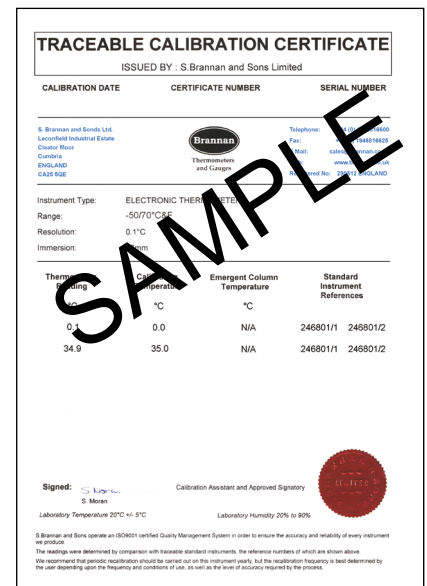 TRACEABLE CALIBRATION CERTIFICATE
ISSUED BY : S.Brannan and Sons Limited
CALIBRATION DATE CERTIFICATE NUMBER SERIAL NUMBER
S. Brannan and Sonds Ltd.
Leconfield Industrial Estate
Cleator Moor
Cumbria
ENGLAND
CA25 5QE
Brannan
Thermometers
and Gauges
Telephone:
Fax:
Instrument Type: ELECTRONIC
Range: -50/70°C&F
Resolution: 0.1°C
Immersion:
SAMPLE
Emergent Column
Temperature
°C
Standard
Instrument
References
°C
0.0 N/A 246801/1 246801/2
34.9 35.0 N/A 246801/1 246801/2
Signed: Calibration Assistant and Approved Signatory
S. Moran
LIMITED
Laboratory Temperature 20°C +/- 5°C Laboratory Humidity 20% to 90%
S.Brannan and Sons operate an ISO9001 certified Quality Management System in order to ensure the accuracy and reliability of every instrument
we produce.
The readings were determined by comparison with traceable standard instruments, the reference numbers of which are shown above.
We recommend that periodic recalibration should be carried out on this instrument yearly, but the recalibration frequency is best determined by
the user depending upon the frequency and conditions of use, as well as the level of accuracy required by the process.